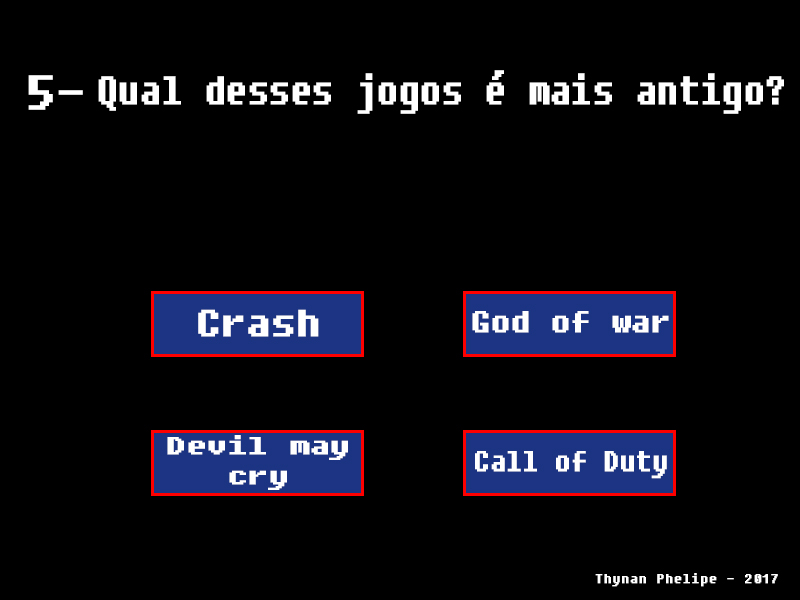 5- Qual desses jogos é mais antigo?
Crash
God of war
Devil may
cry
Call of Duty
Thynan Phelipe - 2017